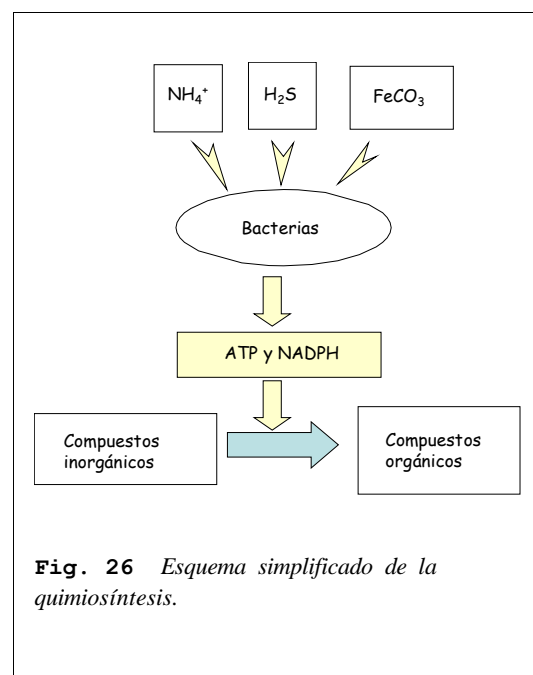 NH₄⁺
H₂S
FeCO₃
Bacterias
ATP y NADPH
Compuestos
inorgánicos
Compuestos
orgánicos
Fig. 26 Esquema simplificado de la
quimiosíntesis.